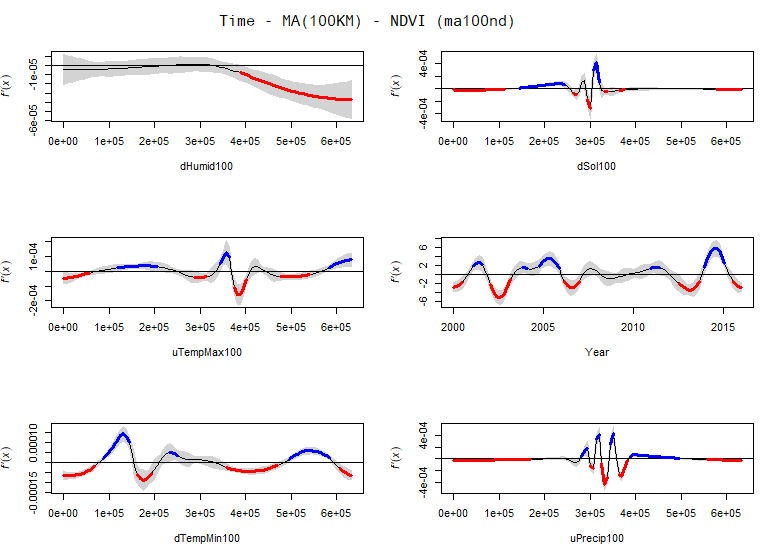 Time - MA(100KM) - NDVI (ma100nd)
f'(x)
-1e-05
-6e-05
0e+00 1e+05 2e+05 3e+05 4e+05 5e+05 6e+05
dHumid100
f'(x)
4e-04
-4e-04
0e+00 1e+05 2e+05 3e+05 4e+05 5e+05 6e+05
dSol100
f'(x)
1e-04
-2e-04
0e+00 1e+05 2e+05 3e+05 4e+05 5e+05 6e+05
uTempMax100
f'(x)
6
2
-2
-6
2000 2005 2010 2015
Year
f'(x)
0.00010
-0.00015
0e+00 1e+05 2e+05 3e+05 4e+05 5e+05 6e+05
dTempMin100
f'(x)
4e-04
-4e-04
0e+00 1e+05 2e+05 3e+05 4e+05 5e+05 6e+05
uPrecip100